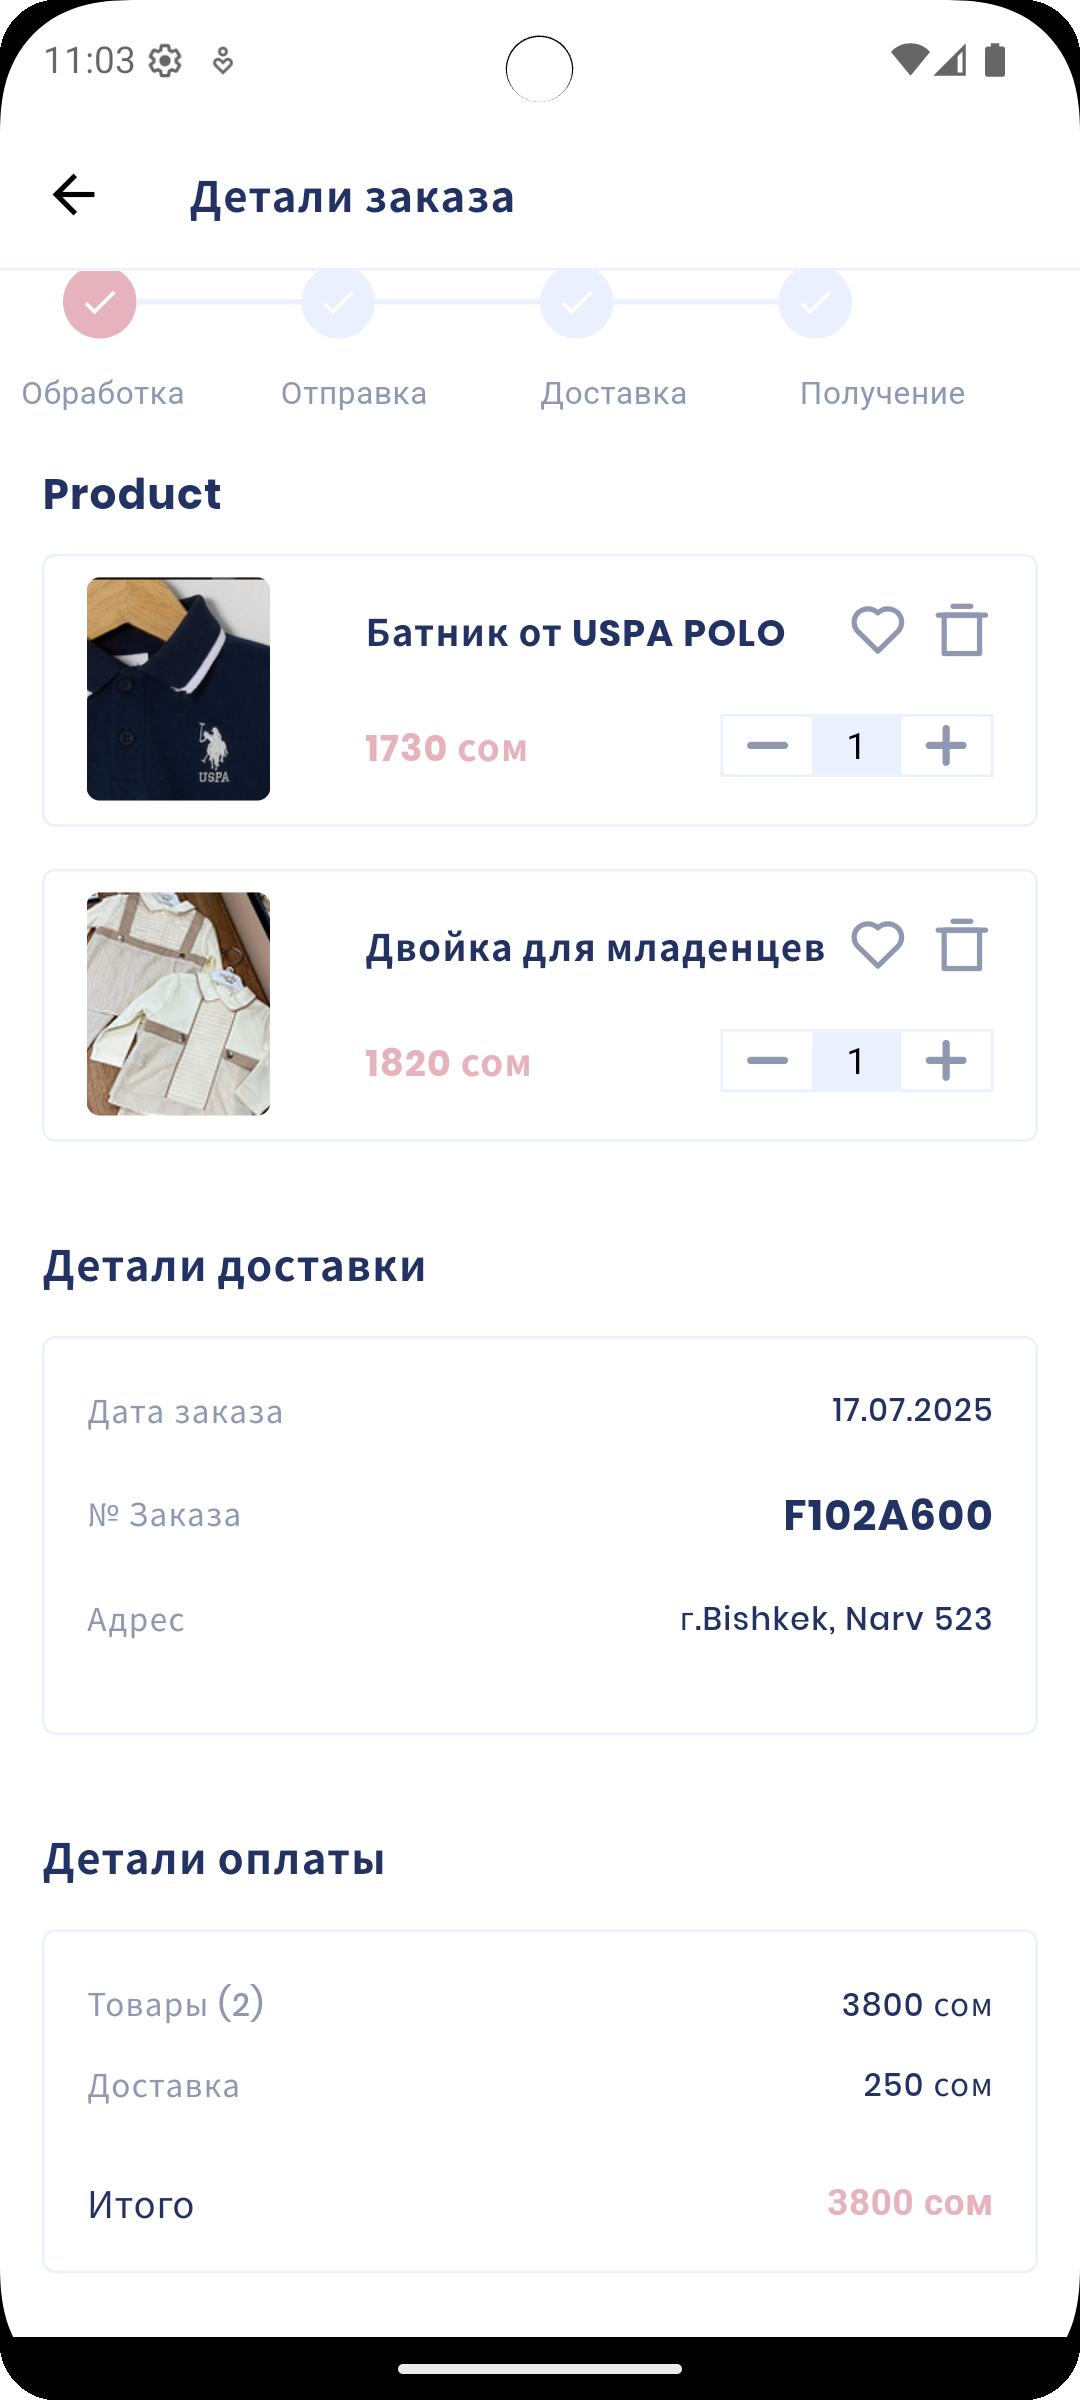 11:03
Детали заказа
Обработка Отправка Доставка Получение
Product
Батник от USPA POLO
USPA
1730 сом 1
Двойка для младенцев
1820 сом 1
Детали доставки
Дата заказа 17.07.2025
№ Заказа F102A600
Адрес г.Bishkek, Narv 523
Детали оплаты
Товары (2) 3800 сом
Доставка 250 сом
Итого 3800 сом